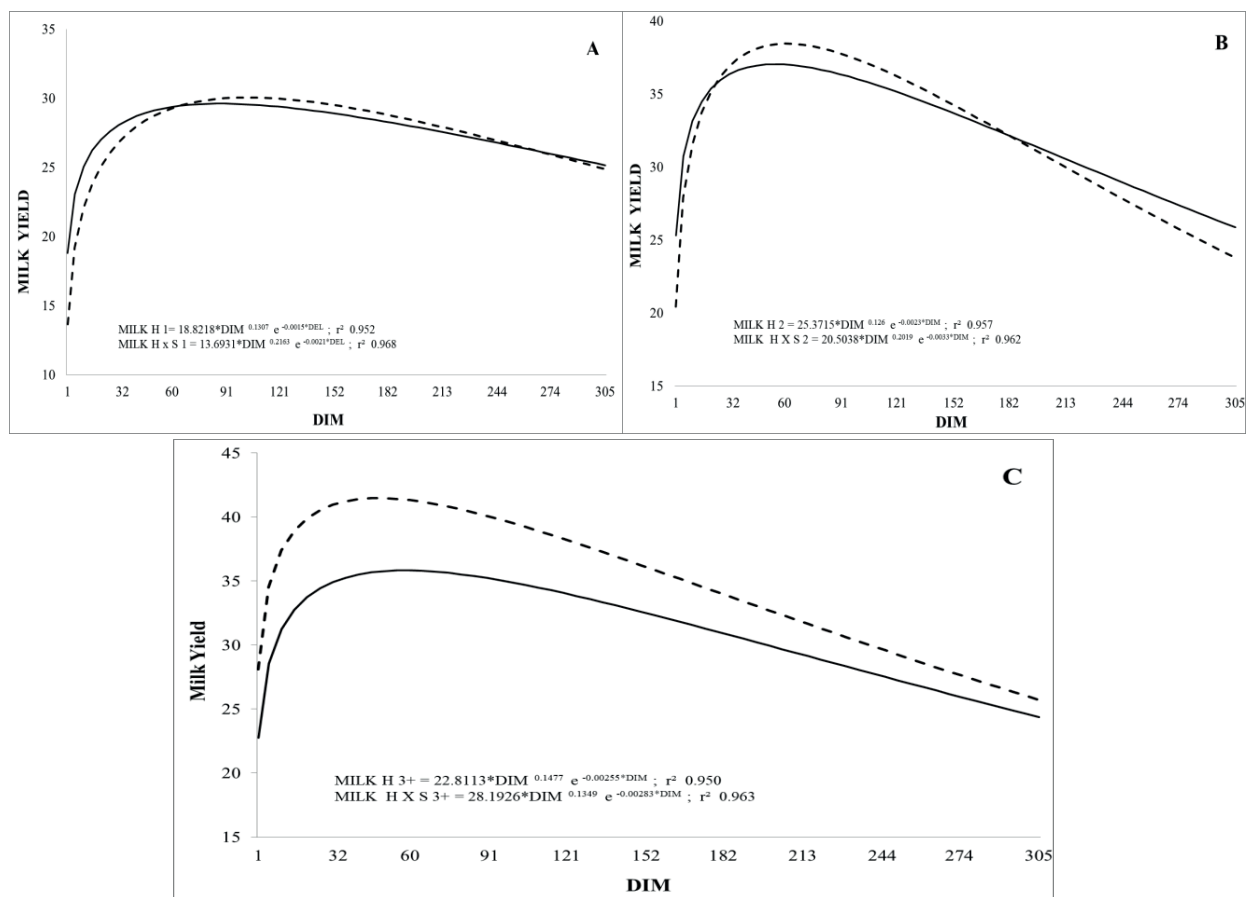 A
35
30
25
20
15
10
MILK YIELD
MILK H 1= 18.8218*DIM 0.1307 e -0.0015*DEL ; r² 0.952
MILK H x S 1 = 13.6931*DIM 0.2163 e -0.0021*DEL ; r² 0.968
1 32 60 91 121 152 182 213 244 274 305
DIM
B
40
35
30
25
20
15
MILK YIELD
MILK H 2 = 25.3715*DIM 0.126 e -0.0023*DIM ; r² 0.957
MILK H X S 2 = 20.5038*DIM 0.2019 e -0.0033*DIM ; r² 0.962
1 32 60 91 121 152 182 213 244 274 305
DIM
C
45
40
35
30
25
20
15
Milk Yield
MILK H 3+ = 22.8113*DIM 0.1477 e -0.00255*DIM ; r² 0.950
MILK H X S 3+ = 28.1926*DIM 0.1349 e -0.00283*DIM ; r² 0.963
1 32 60 91 121 152 182 213 244 274 305
DIM